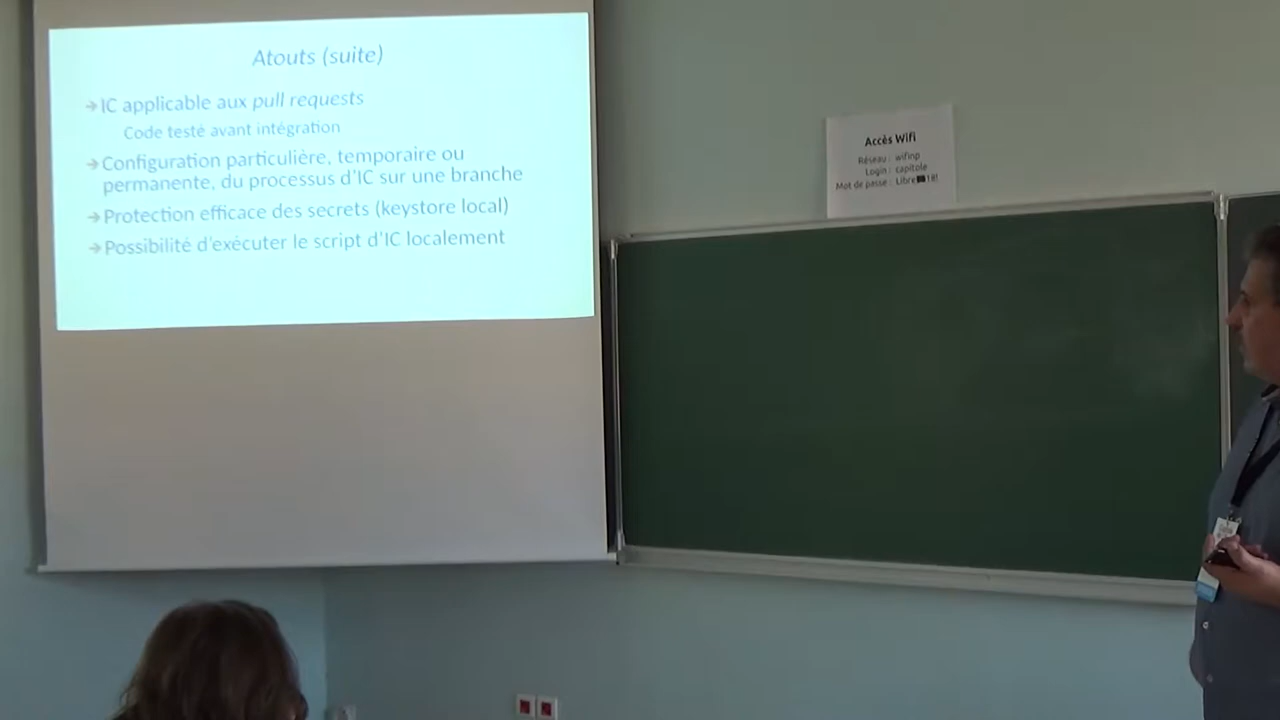 Atouts (suite)
→ IC applicable aux pull requests
Code testé avant intégration
→ Configuration particulière, temporaire ou
permanente, du processus d'IC sur une branche
→ Protection efficace des secrets (keystore local)
→ Possibilité d'exécuter le script d'IC localement
Accès Wifi
Réseau : wifinp
Login : capitole
Mot de passe :